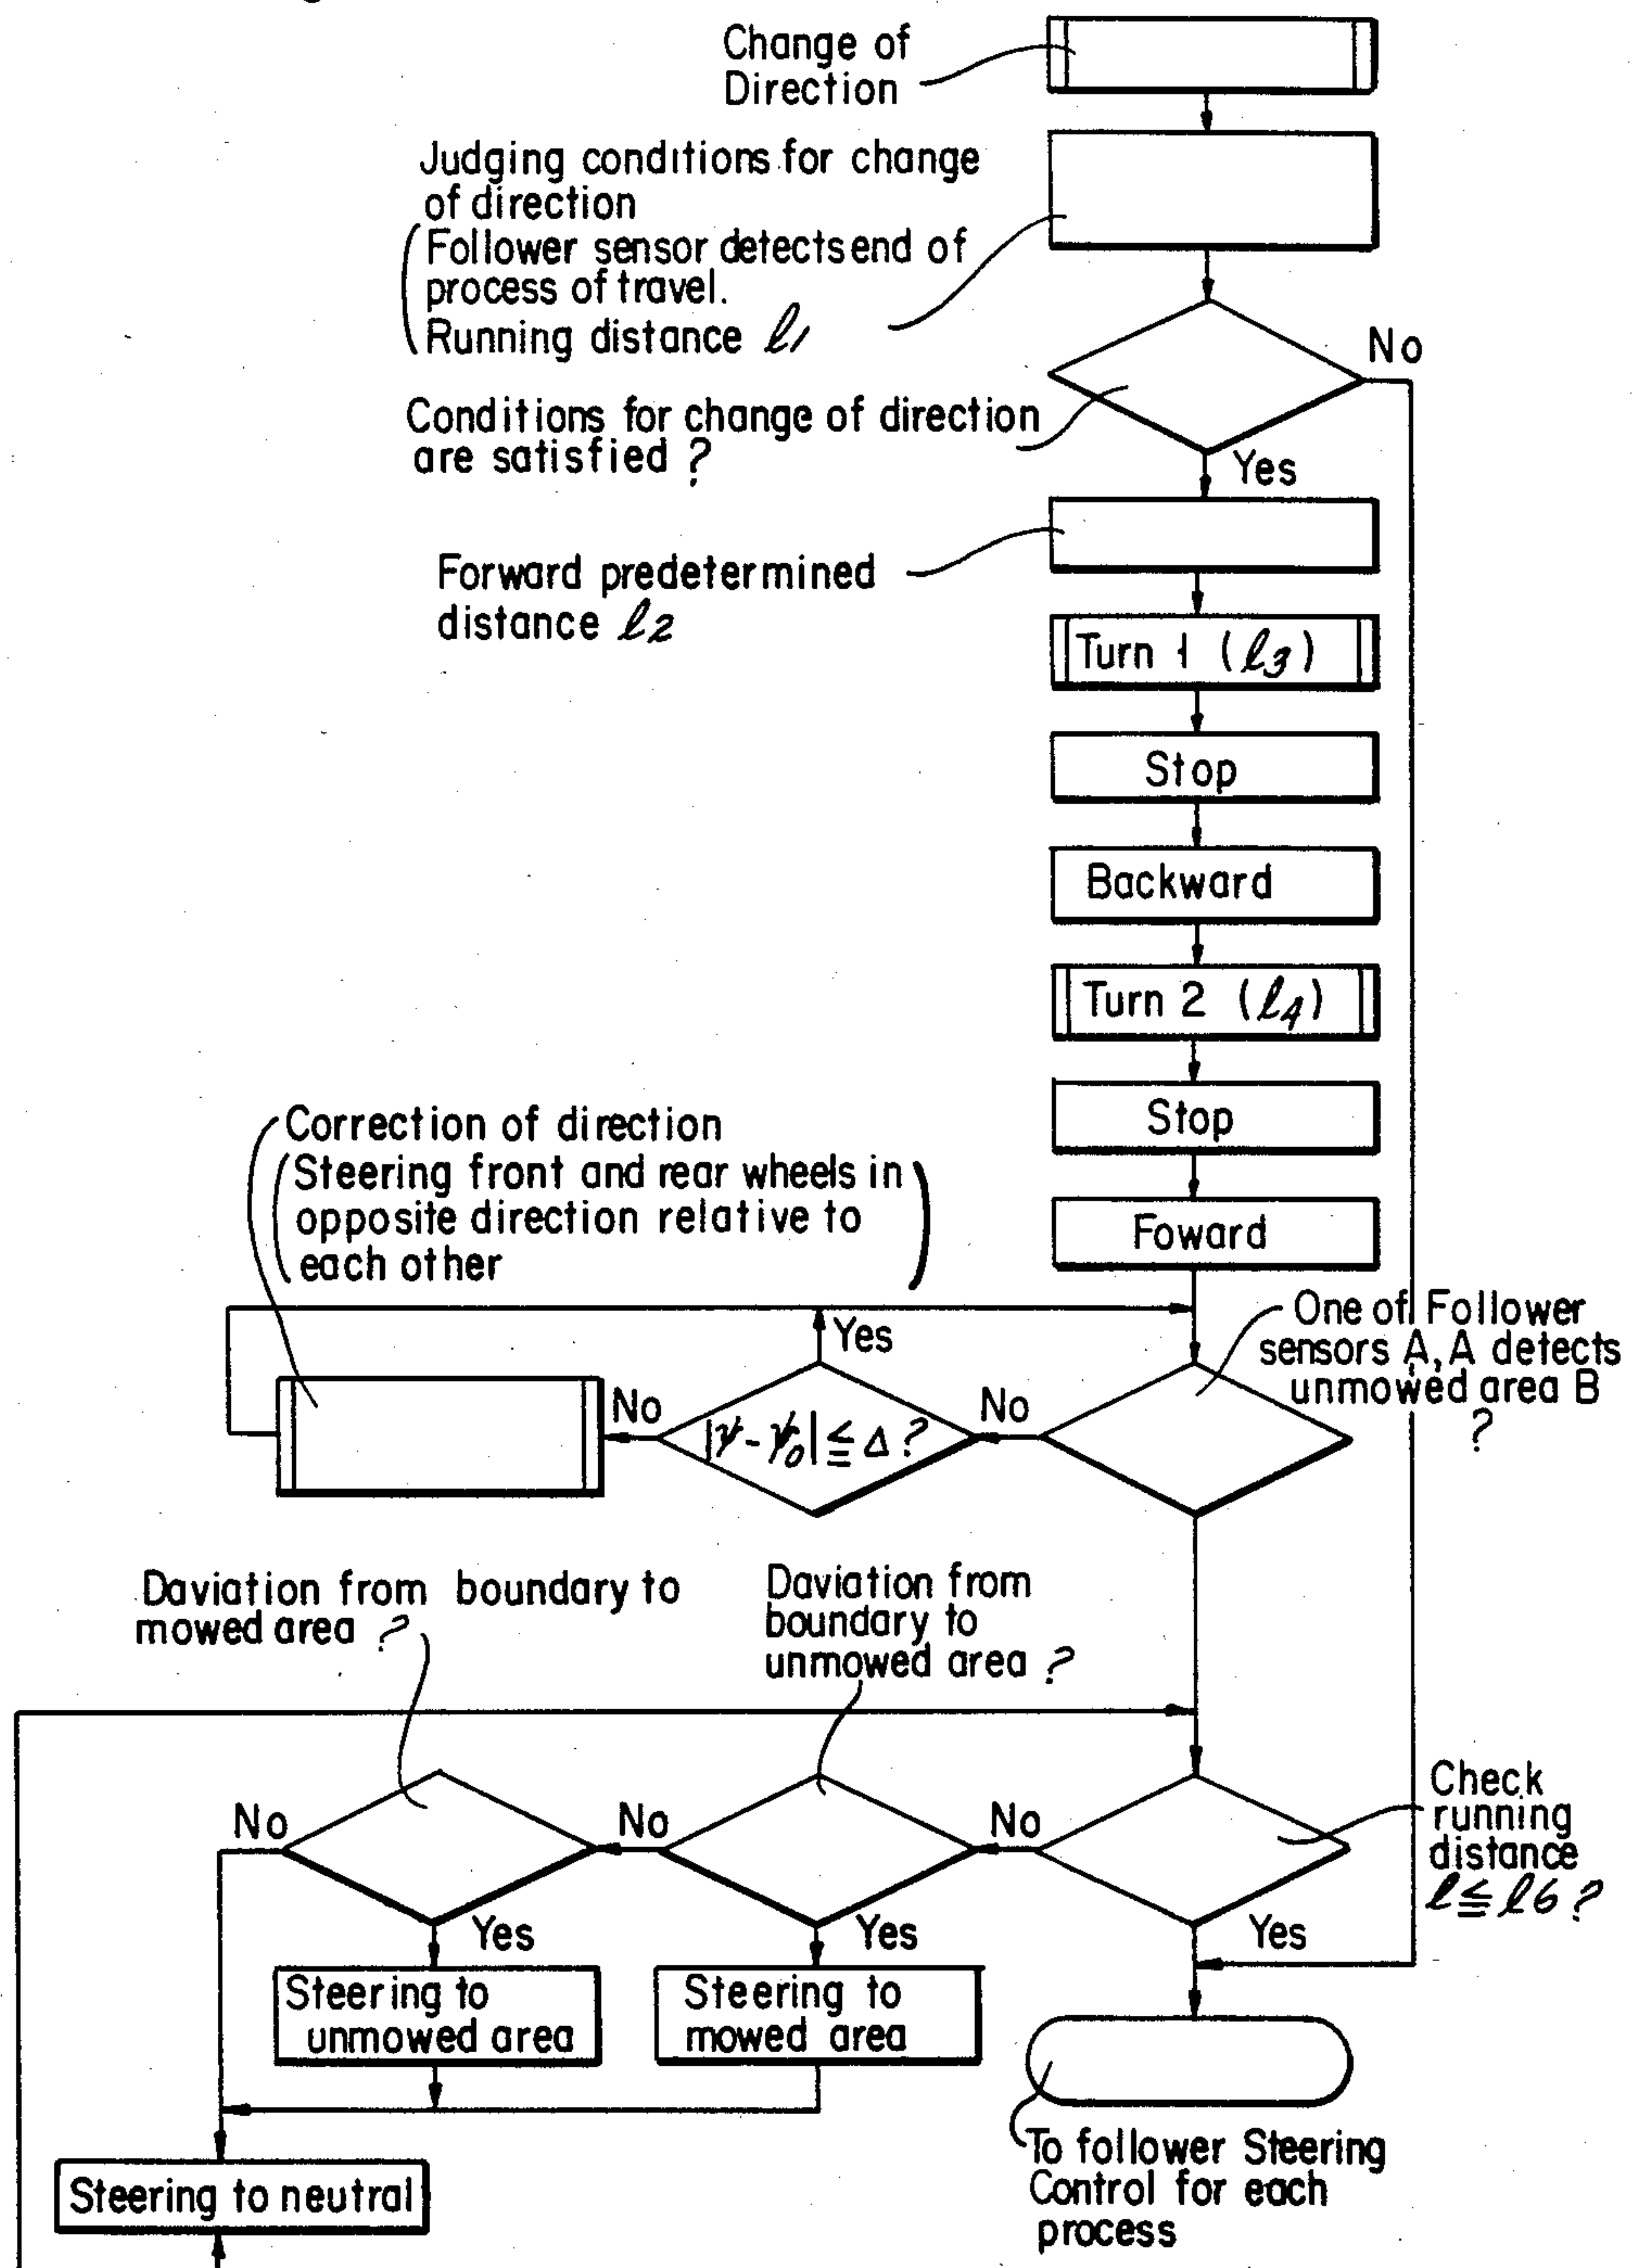 Change of
Direction
Judging conditions for change
of direction
(Follower sensor detects end of
process of travel.
Running distance ℓ1
No
Conditions for change of direction
are satisfied ?
Yes
Forward predetermined
distance ℓ2
Turn 1 (ℓ3)
Stop
Backward
Turn 2 (ℓ4)
Stop
Correction of direction
(Steering front and rear wheels in
opposite direction relative to
each other)
Foward
One of Follower
sensors A, A detects
unmowed area B
?
Yes
No
|ψ-ψ0|≦Δ?
No
Daviation from boundary to
mowed area ?
Daviation from
boundary to
unmowed area ?
Check
running
distance
ℓ≦ℓ6 ?
No
No
No
Yes
Yes
Yes
Steering to
unmowed area
Steering to
mowed area
To follower Steering
Control for each
process
Steering to neutral